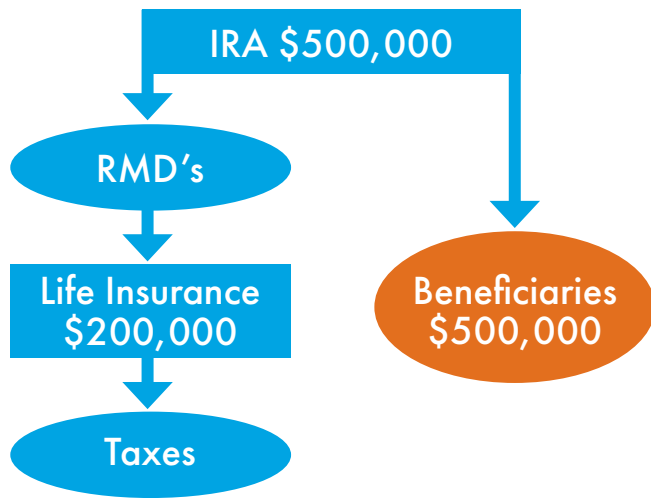 IRA $500,000
RMD’s
Life Insurance
$200,000
Beneficiaries
$500,000
Taxes